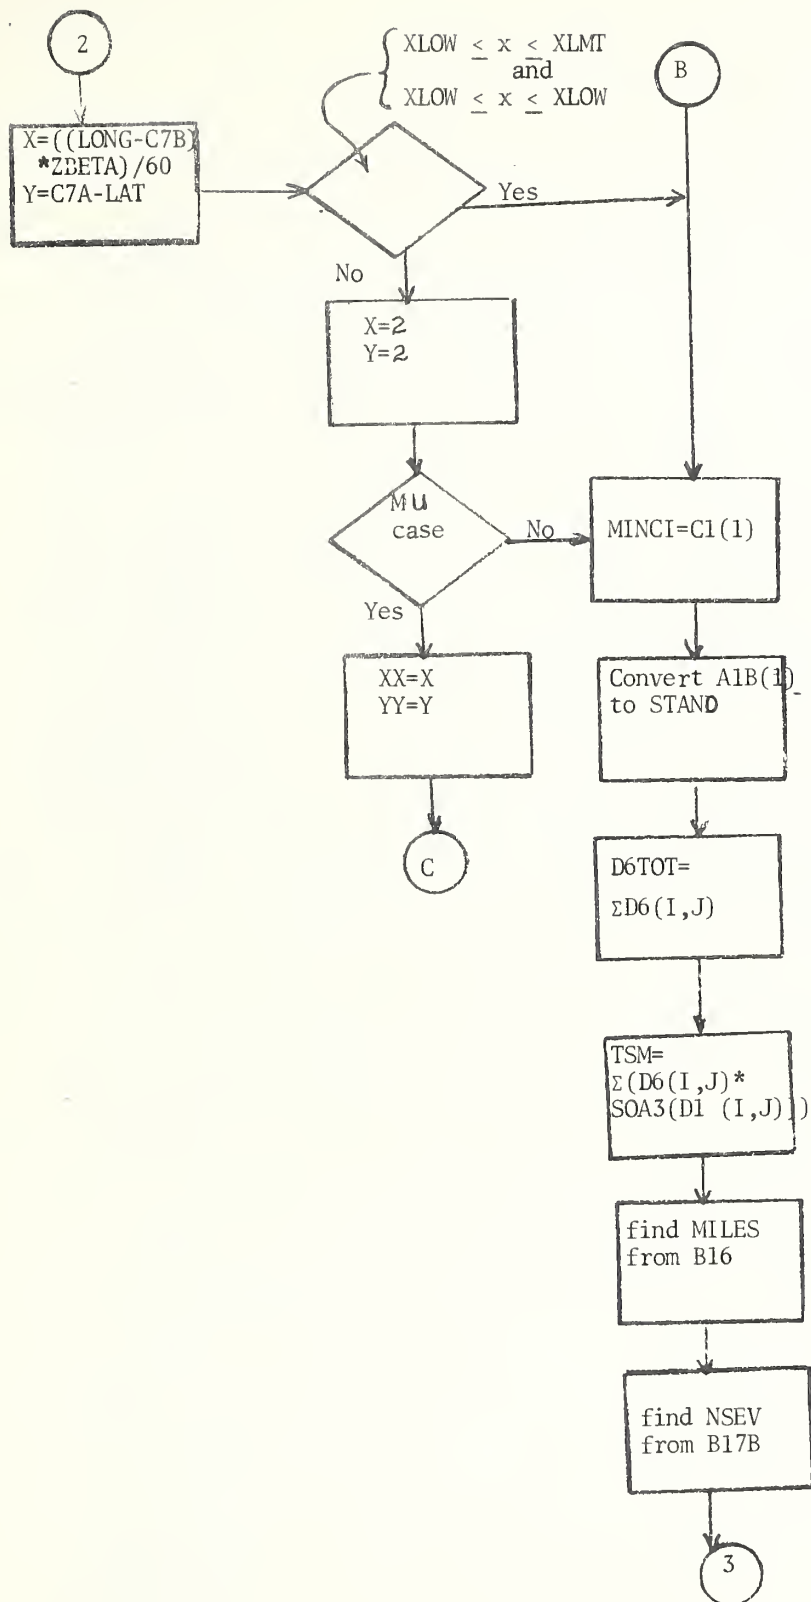 2
XLOW ≤ x ≤ XLMT
and
XLOW ≤ x ≤ XLOW
B
X=((LONG-C7B)
*ZBETA)/60
Y=C7A-LAT
Yes
No
X=2
Y=2
Mu
case
No
MINCI=C1(1)
Yes
XX=X
YY=Y
Convert A1B(1)
to STAND
C
D6TOT=
ΣD6(I,J)
TSM=
Σ(D6(I,J)*
SOA3(D1 (I,J)))
find MILES
from B16
find NSEV
from B17B
3